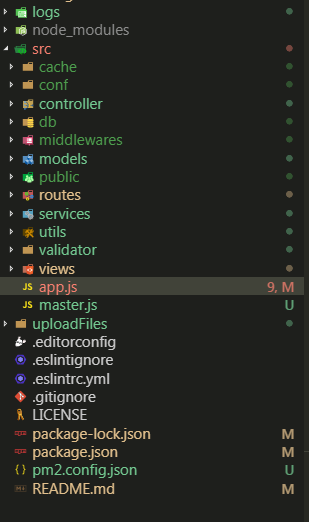 logs
node_modules
src
cache
conf
controller
db
middlewares
models
public
routes
services
utils
validator
views
JS app.js 9, M
JS master.js U
uploadFiles
.editorconfig
.eslintignore
.eslintrc.yml
.gitignore
LICENSE
package-lock.json M
package.json M
{} pm2.config.json U
README.md M